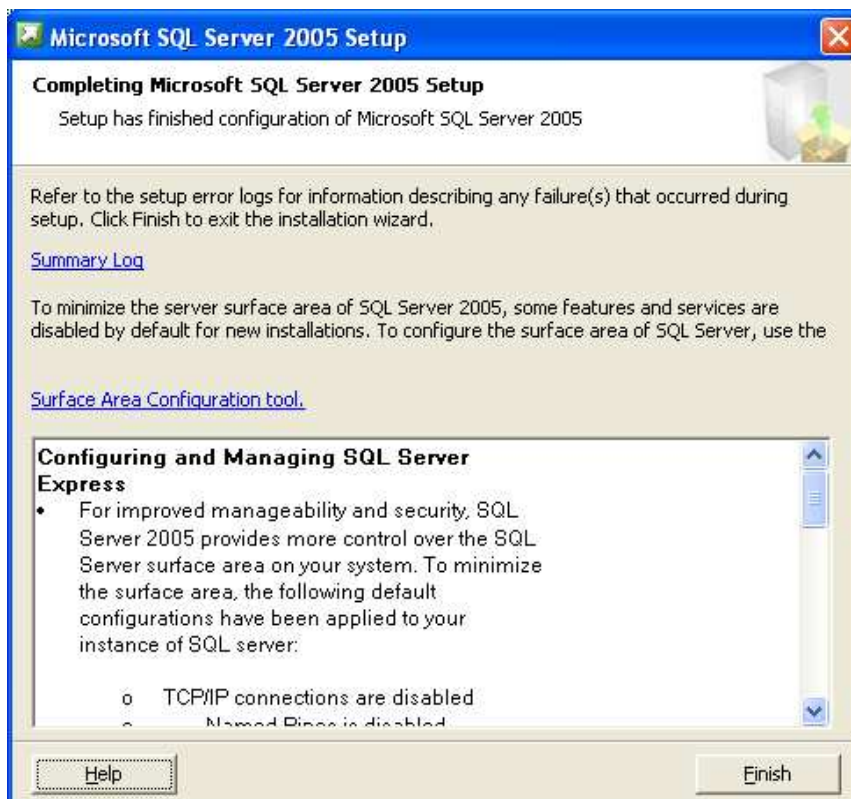 Microsoft SQL Server 2005 Setup
Completing Microsoft SQL Server 2005 Setup
Setup has finished configuration of Microsoft SQL Server 2005
Refer to the setup error logs for information describing any failure(s) that occurred during
setup. Click Finish to exit the installation wizard.
Summary Log
To minimize the server surface area of SQL Server 2005, some features and services are
disabled by default for new installations. To configure the surface area of SQL Server, use the
Surface Area Configuration tool.
Configuring and Managing SQL Server
Express
• For improved manageability and security, SQL
Server 2005 provides more control over the SQL
Server surface area on your system. To minimize
the surface area, the following default
configurations have been applied to your
instance of SQL server:
o TCP/IP connections are disabled
o Named Pipes is disabled
Help
Finish